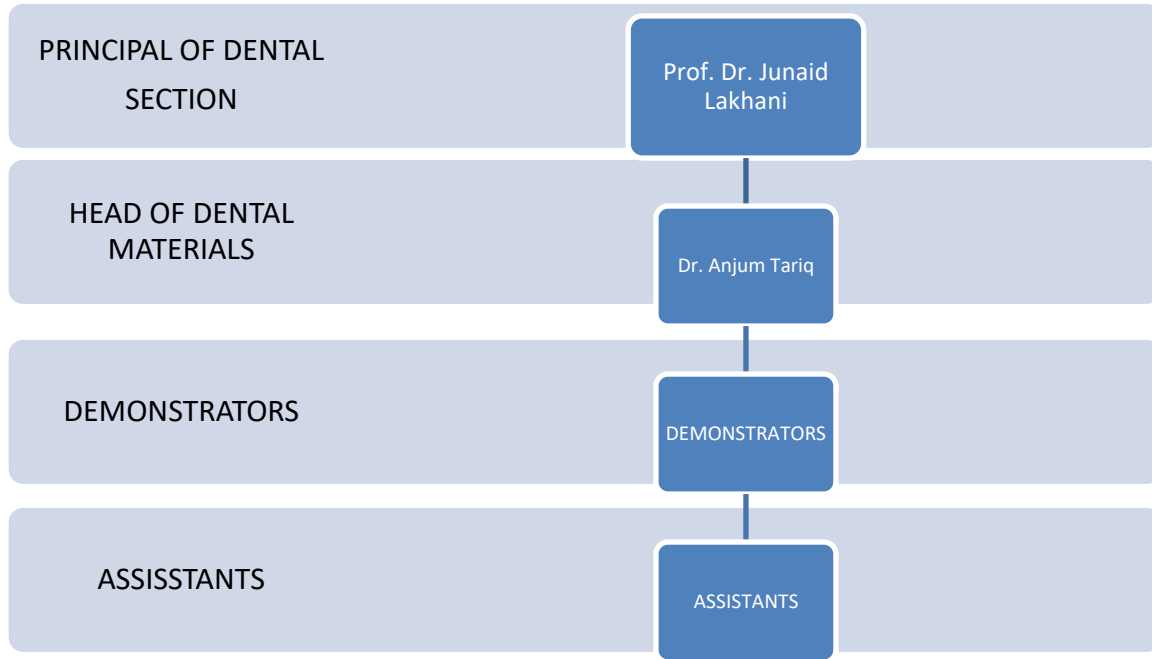 PRINCIPAL OF DENTAL
SECTION
Prof. Dr. Junaid
Lakhani
HEAD OF DENTAL
MATERIALS
Dr. Anjum Tariq
DEMONSTRATORS
DEMONSTRATORS
ASSISSTANTS
ASSISTANTS